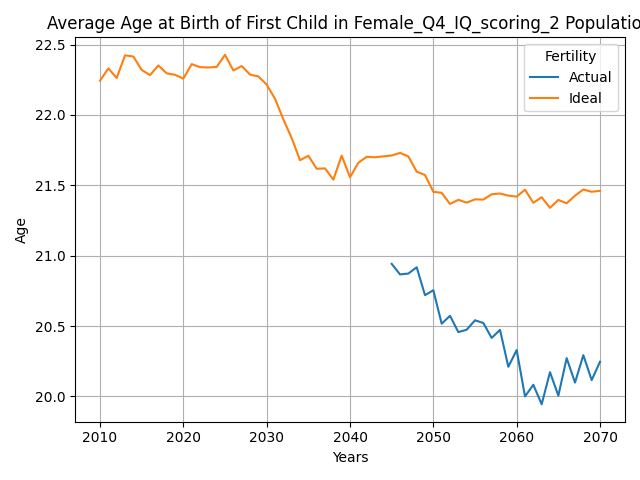 Average Age at Birth of First Child in Female_Q4_IQ_scoring_2 Populatio
Fertility
Actual
Ideal
22.5
22.0
21.5
21.0
20.5
20.0
Age
2010 2020 2030 2040 2050 2060 2070
Years